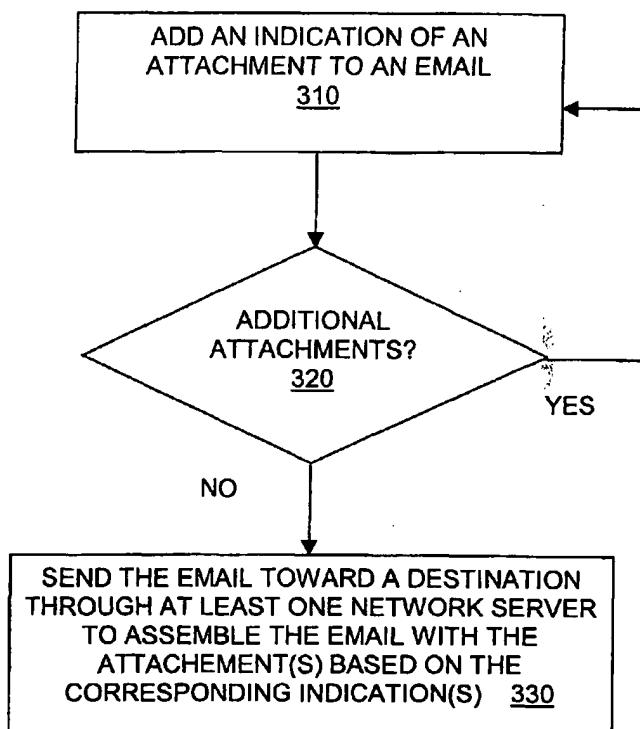 ADD AN INDICATION OF AN
ATTACHMENT TO AN EMAIL
310
ADDITIONAL
ATTACHMENTS?
320
YES
NO
SEND THE EMAIL TOWARD A DESTINATION
THROUGH AT LEAST ONE NETWORK SERVER
TO ASSEMBLE THE EMAIL WITH THE
ATTACHEMENT(S) BASED ON THE
CORRESPONDING INDICATION(S) 330